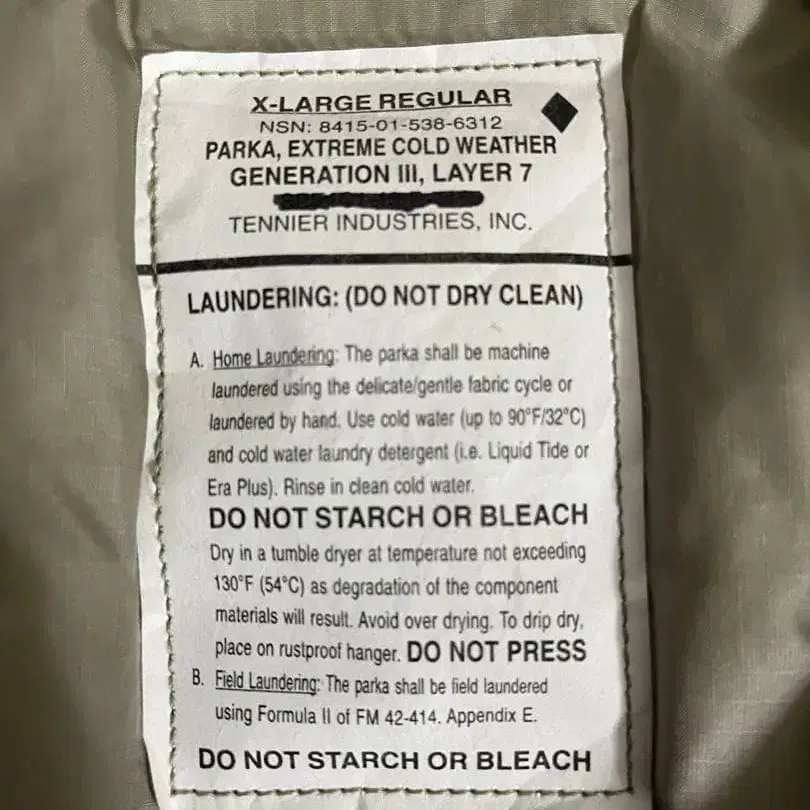 X-LARGE REGULAR
NSN: 8415-01-538-6312
PARKA, EXTREME COLD WEATHER
GENERATION III, LAYER 7
TENNIER INDUSTRIES, INC.
LAUNDERING: (DO NOT DRY CLEAN)
A. Home Laundering: The parka shall be machine
laundered using the delicate/gentle fabric cycle or
laundered by hand. Use cold water (up to 90°F/32°C)
and cold water laundry detergent (i.e. Liquid Tide or
Era Plus). Rinse in clean cold water.
DO NOT STARCH OR BLEACH
Dry in a tumble dryer at temperature not exceeding
130°F (54°C) as degradation of the component
materials will result. Avoid over drying. To drip dry,
place on rustproof hanger. DO NOT PRESS
B. Field Laundering: The parka shall be field laundered
using Formula II of FM 42-414. Appendix E.
DO NOT STARCH OR BLEACH